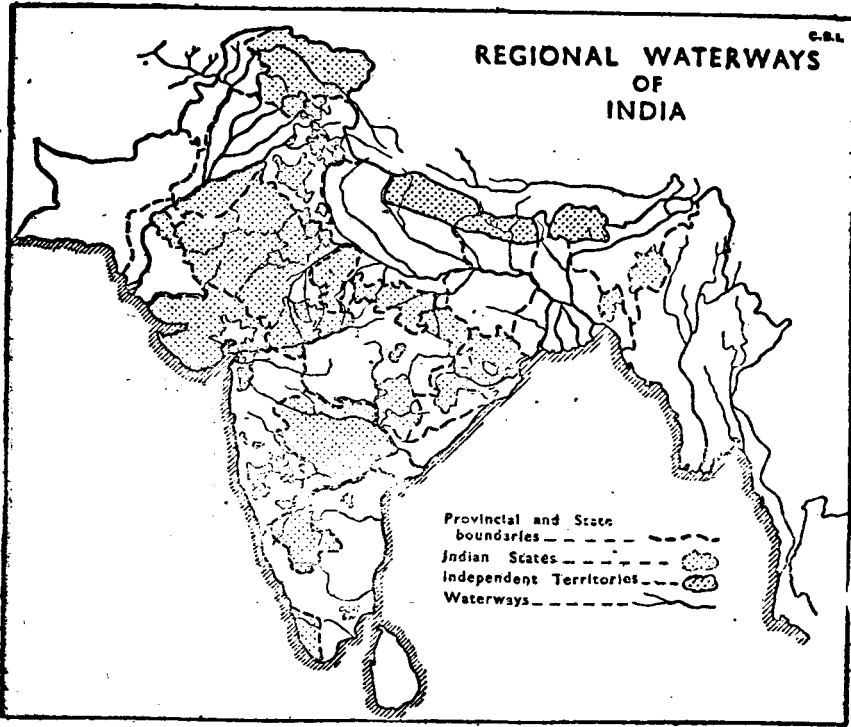 C.B.L
REGIONAL WATERWAYS
OF
INDIA
Provincial and State
boundaries
Indian States
Independent Territories
Waterways